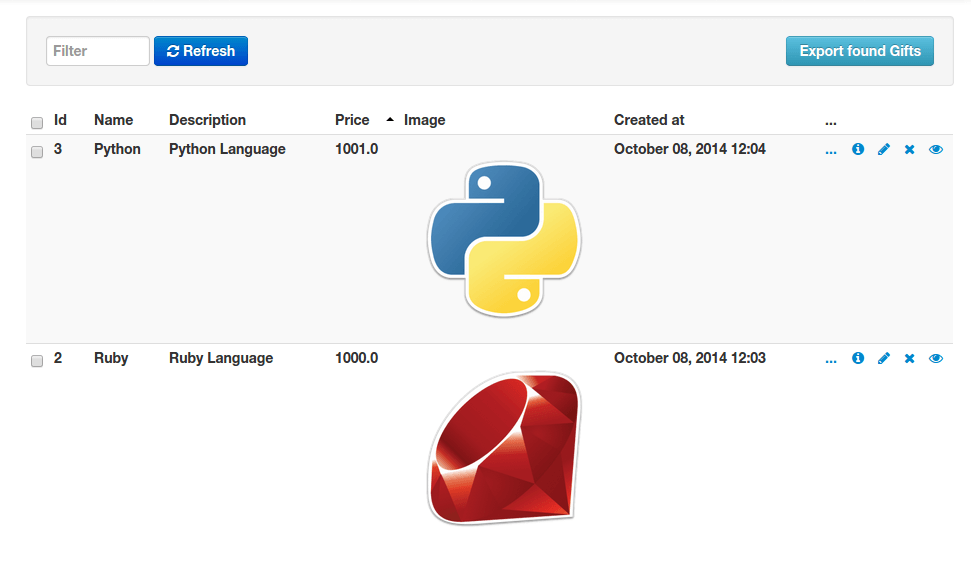 Filter Refresh Export found Gifts
Id Name Description Price Image Created at ...
3 Python Python Language 1001.0 October 08, 2014 12:04 ...
2 Ruby Ruby Language 1000.0 October 08, 2014 12:03 ...